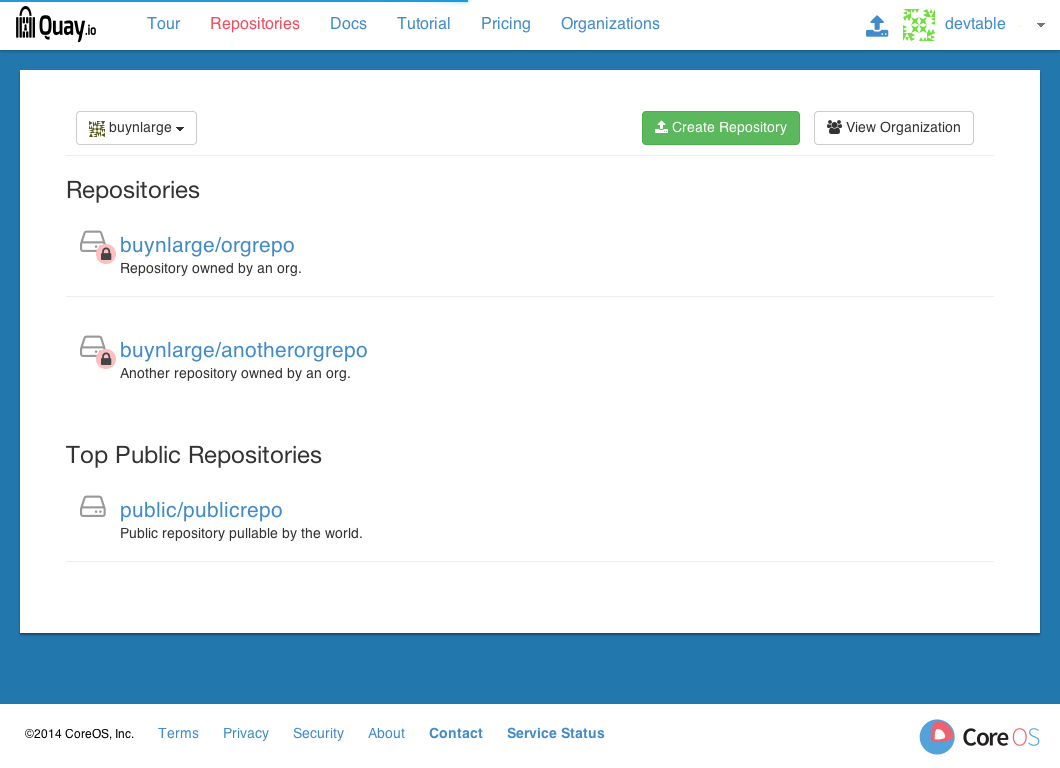 Quay.io Tour Repositories Docs Tutorial Pricing Organizations devtable
buynlarge Create Repository View Organization
Repositories
buynlarge/orgrepo
Repository owned by an org.
buynlarge/anotherorgrepo
Another repository owned by an org.
Top Public Repositories
public/publicrepo
Public repository pullable by the world.
©2014 CoreOS, Inc. Terms Privacy Security About Contact Service Status Core OS